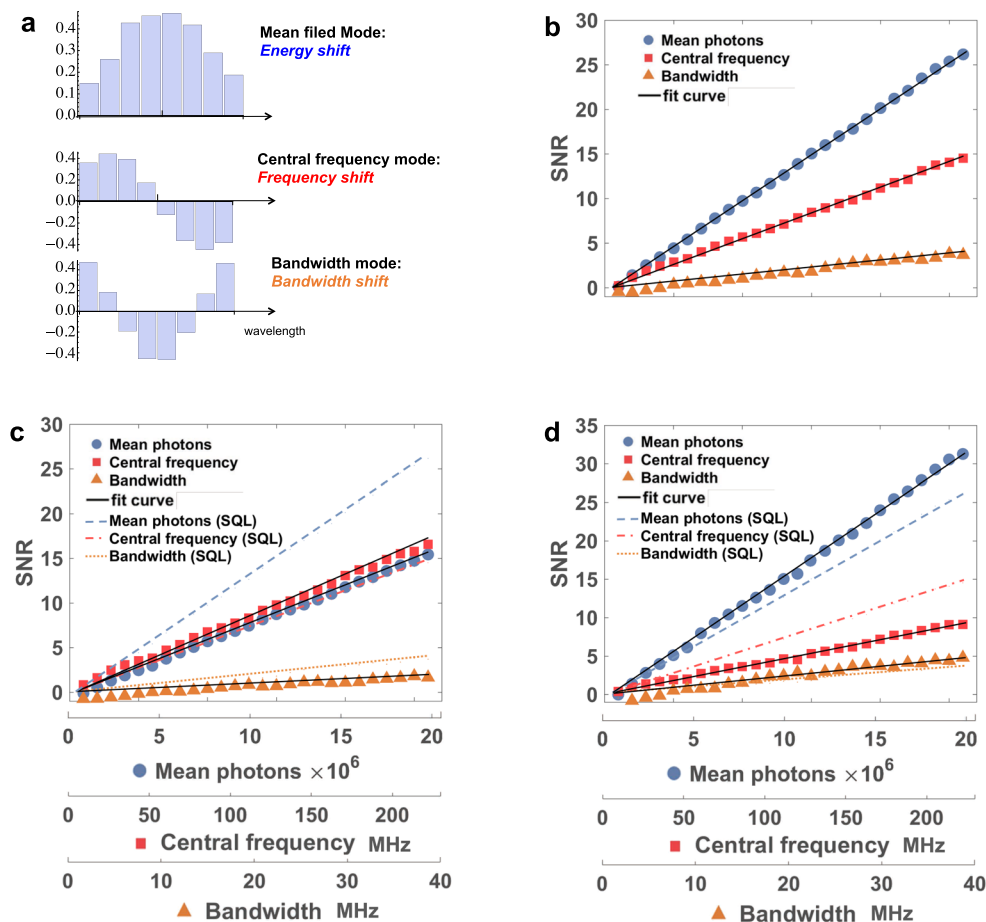 a
Mean filed Mode:
Energy shift
0.4
0.3
0.2
0.1
0.0
Central frequency mode:
Frequency shift
0.4
0.2
0.0
−0.2
−0.4
Bandwidth mode:
Bandwidth shift
0.4
0.2
0.0
−0.2
−0.4
wavelength
b
Mean photons
Central frequency
Bandwidth
fit curve
SNR
30
25
20
15
10
5
0
c
Mean photons
Central frequency
Bandwidth
fit curve
Mean photons (SQL)
Central frequency (SQL)
Bandwidth (SQL)
SNR
30
25
20
15
10
5
0
0 5 10 15 20
Mean photons ×10⁶
0 50 100 150 200
Central frequency MHz
0 10 20 30 40
Bandwidth MHz
d
Mean photons
Central frequency
Bandwidth
fit curve
Mean photons (SQL)
Central frequency (SQL)
Bandwidth (SQL)
SNR
35
30
25
20
15
10
5
0
0 5 10 15 20
Mean photons ×10⁶
0 50 100 150 200
Central frequency MHz
0 10 20 30 40
Bandwidth MHz